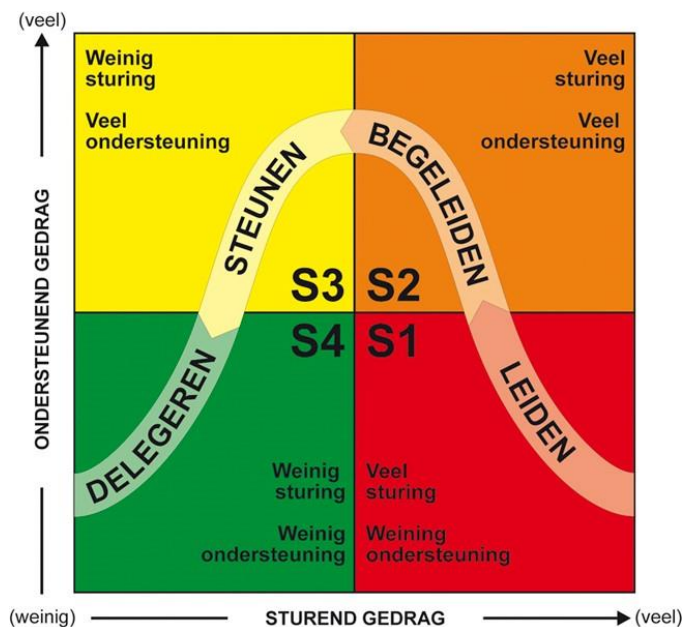 (veel)
Weinig
sturing
Veel
ondersteuning
Veel
sturing
Veel
ondersteuning
STEUNEN
BEGELEIDEN
S3
S2
S4
S1
DELEGEREN
LEIDEN
Weinig
sturing
Weinig
ondersteuning
Veel
sturing
Weining
ondersteuning
ONDERSTEUNEND GEDRAG
(weinig)
STUREND GEDRAG
(veel)